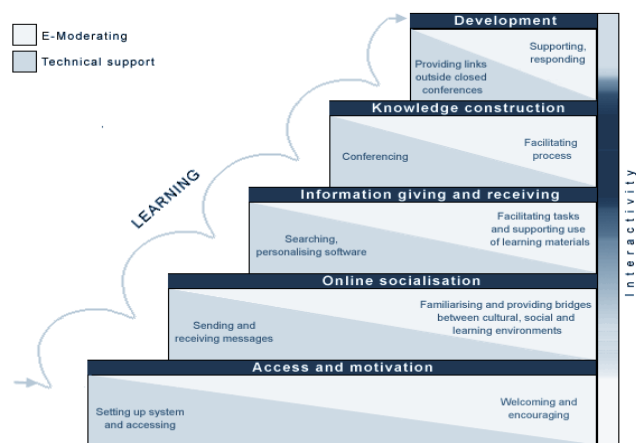 E-Moderating
Technical support
Development
Supporting,
responding
Providing links
outside closed
conferences
Knowledge construction
Conferencing
Facilitating
process
LEARNING
Information giving and receiving
Facilitating tasks
and supporting use
of learning materials
Searching,
personalising software
Online socialisation
Familiarising and providing bridges
between cultural, social and
learning environments
Sending and
receiving messages
Access and motivation
Setting up system
and accessing
Welcoming and
encouraging
Interactivity